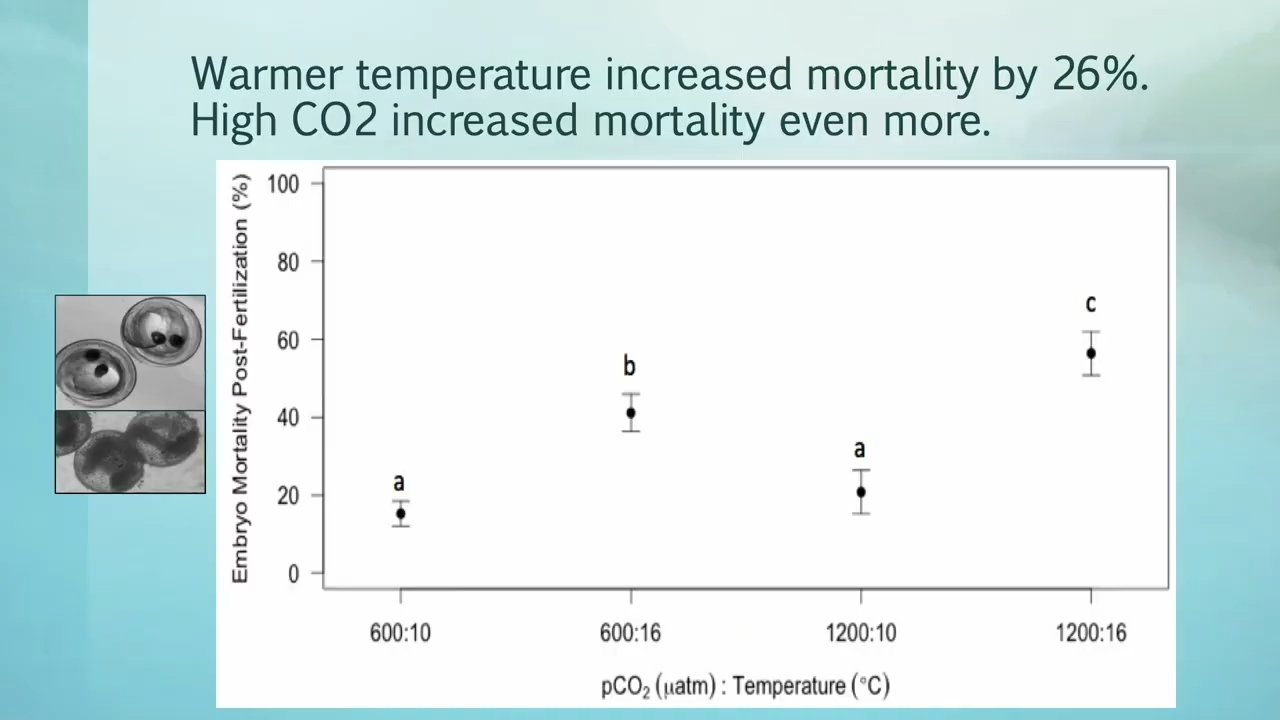 Warmer temperature increased mortality by 26%.
High CO2 increased mortality even more.
Embryo Mortality Post-Fertilization (%)
100
80
60
40
20
0
a
b
a
c
600:10
600:16
1200:10
1200:16
pCO₂ (μatm) : Temperature (°C)